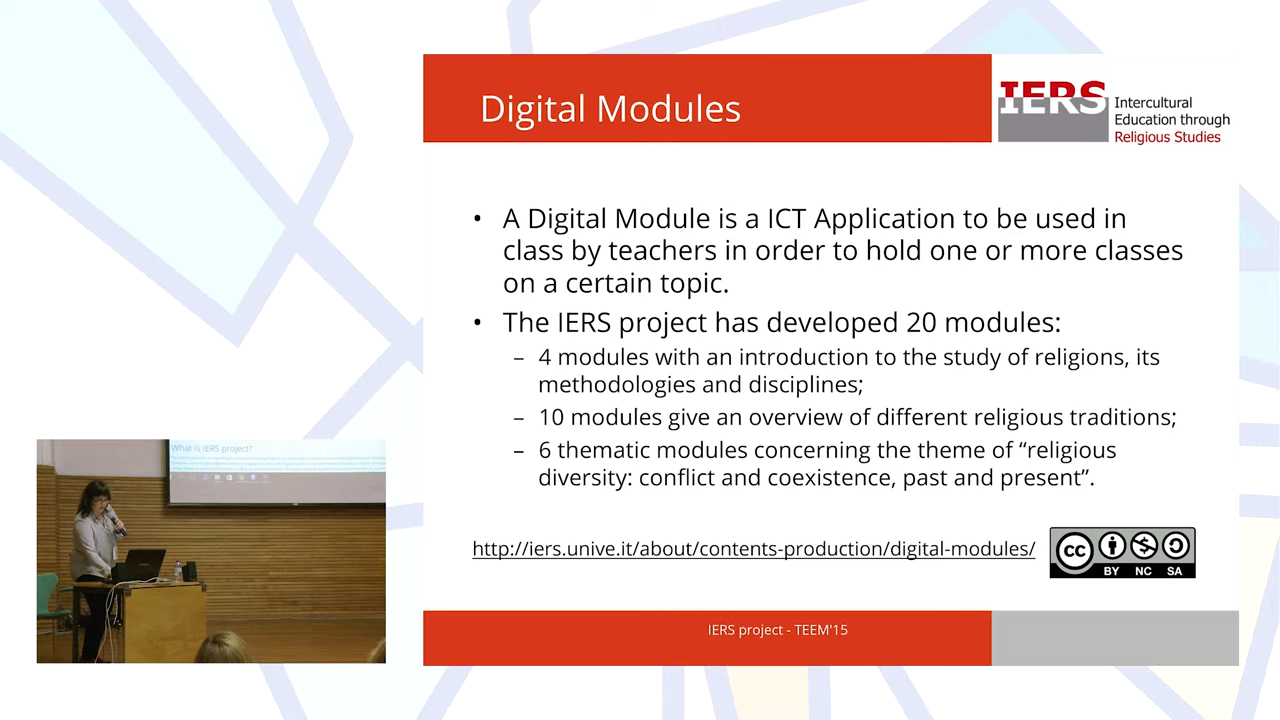 Digital Modules
IERS
Intercultural
Education through
Religious Studies
• A Digital Module is a ICT Application to be used in
class by teachers in order to hold one or more classes
on a certain topic.
• The IERS project has developed 20 modules:
– 4 modules with an introduction to the study of religions, its
methodologies and disciplines;
– 10 modules give an overview of different religious traditions;
– 6 thematic modules concerning the theme of “religious
diversity: conflict and coexistence, past and present”.
http://iers.unive.it/about/contents-production/digital-modules/
cc
BY NC SA
What is IERS project?
IERS project - TEEM'15